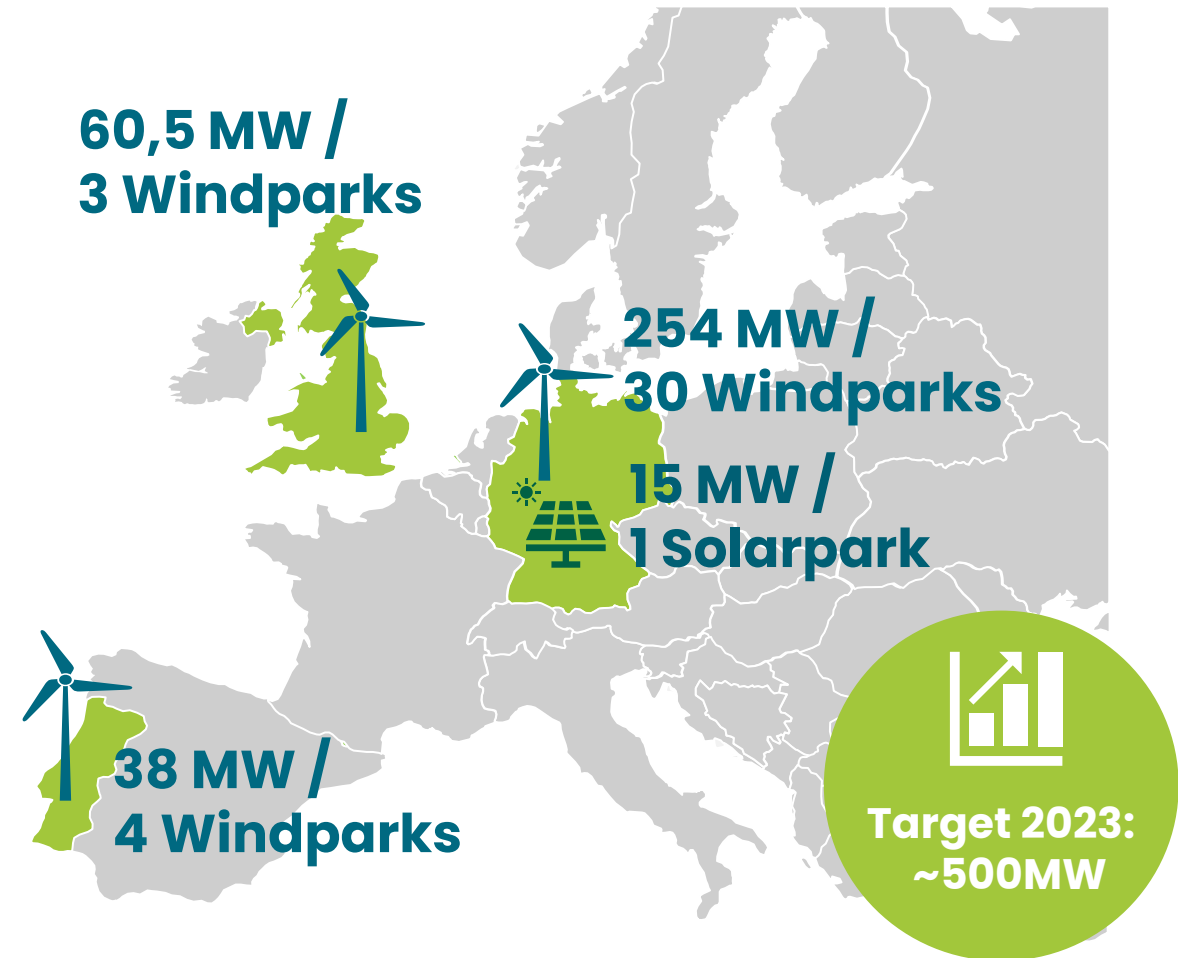 60,5 MW /
3 Windparks
254 MW /
30 Windparks
15 MW /
1 Solarpark
38 MW /
4 Windparks
Target 2023:
~500MW